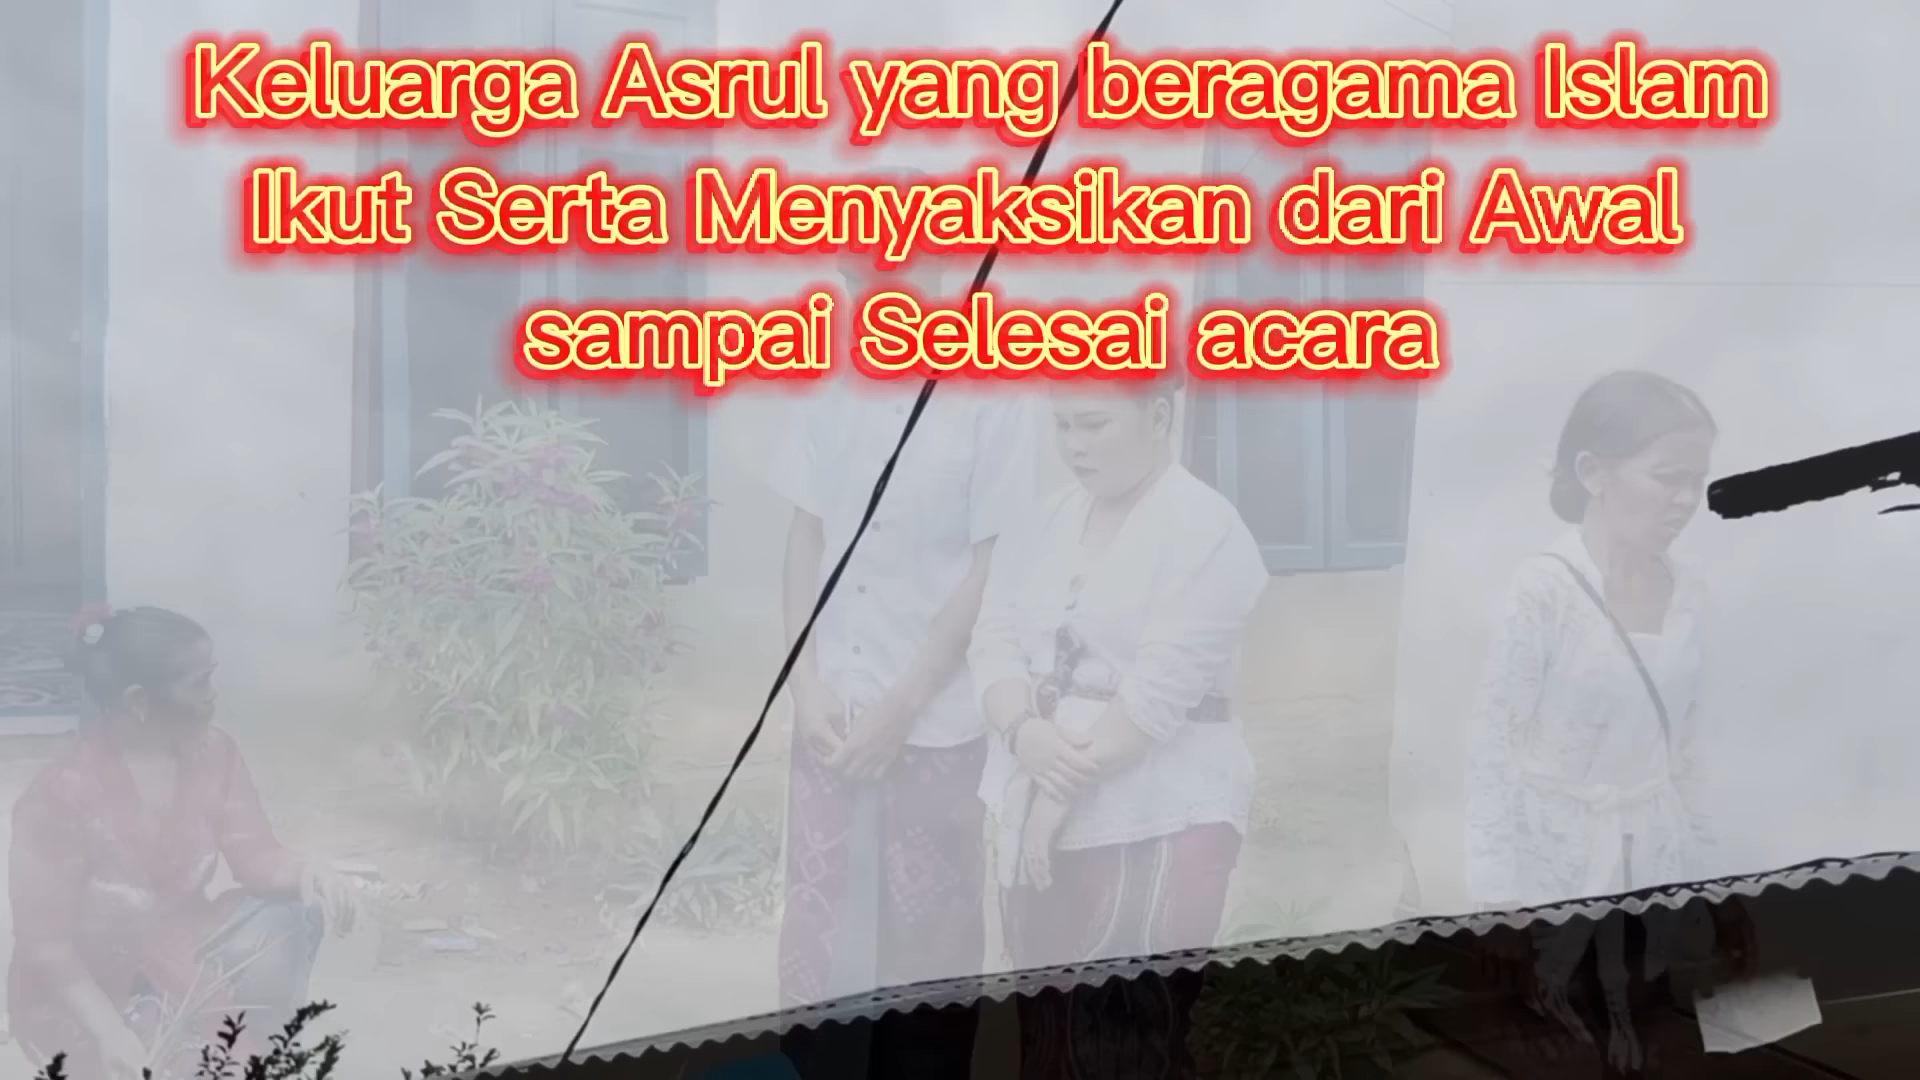 Keluarga Asrul yang beragama Islam
Ikut Serta Menyaksikan dari Awal
sampai Selesai acara